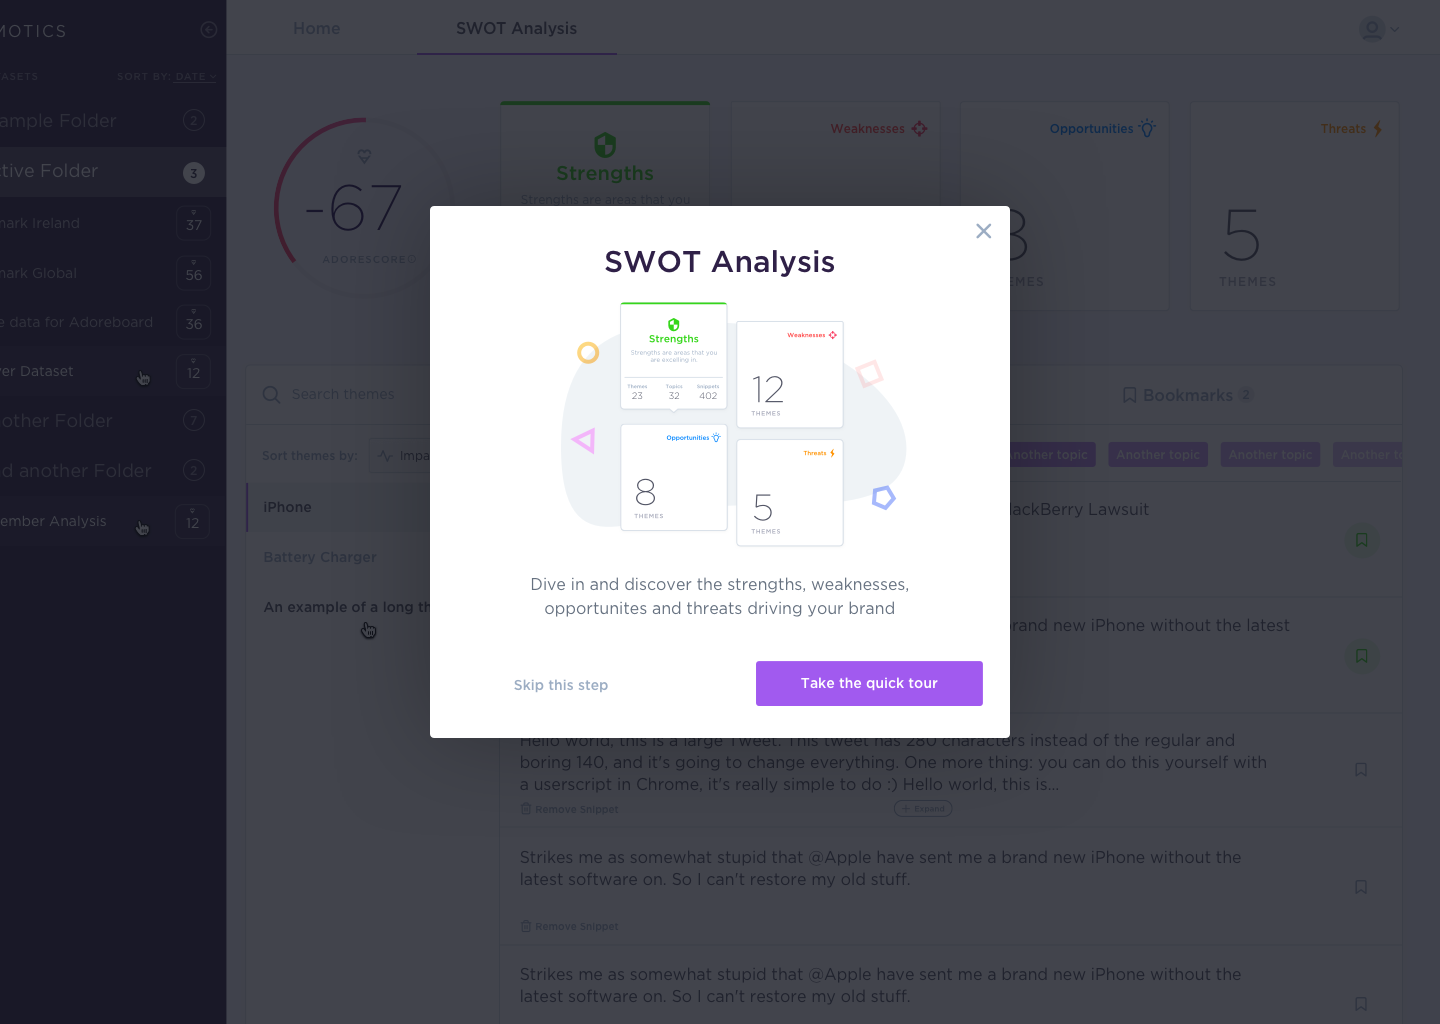 MOTICS
Home
SWOT Analysis
ASETS
SORT BY: DATE
ample Folder
2
ctive Folder
3
mark Ireland
37
mark Global
56
e data for Adoreboard
36
er Dataset
12
other Folder
7
d another Folder
2
ember Analysis
12
-67
ADORESCORE
Strengths
Strengths are areas that you
Weaknesses
Opportunities
8
EMES
Threats
5
THEMES
Search themes
Bookmarks 2
Sort themes by:
Impa
nother topic
Another topic
Another topic
Another to
iPhone
Battery Charger
An example of a long th
SWOT Analysis
Strengths
Strengths are areas that you
are excelling in:
Themes Topics Snippets
23 32 402
Weaknesses
12
THEMES
Opportunities
8
THEMES
Threats
5
THEMES
Dive in and discover the strengths, weaknesses,
opportunites and threats driving your brand
Skip this step
Take the quick tour
lackBerry Lawsuit
brand new iPhone without the latest
Hello world, this is a large Tweet. This tweet has 280 characters instead of the regular and
boring 140, and it's going to change everything. One more thing: you can do this yourself with
a userscript in Chrome, it's really simple to do :) Hello world, this is...
Remove Snippet
Expand
Strikes me as somewhat stupid that @Apple have sent me a brand new iPhone without the
latest software on. So I can't restore my old stuff.
Remove Snippet
Strikes me as somewhat stupid that @Apple have sent me a brand new iPhone without the
latest software on. So I can't restore my old stuff.